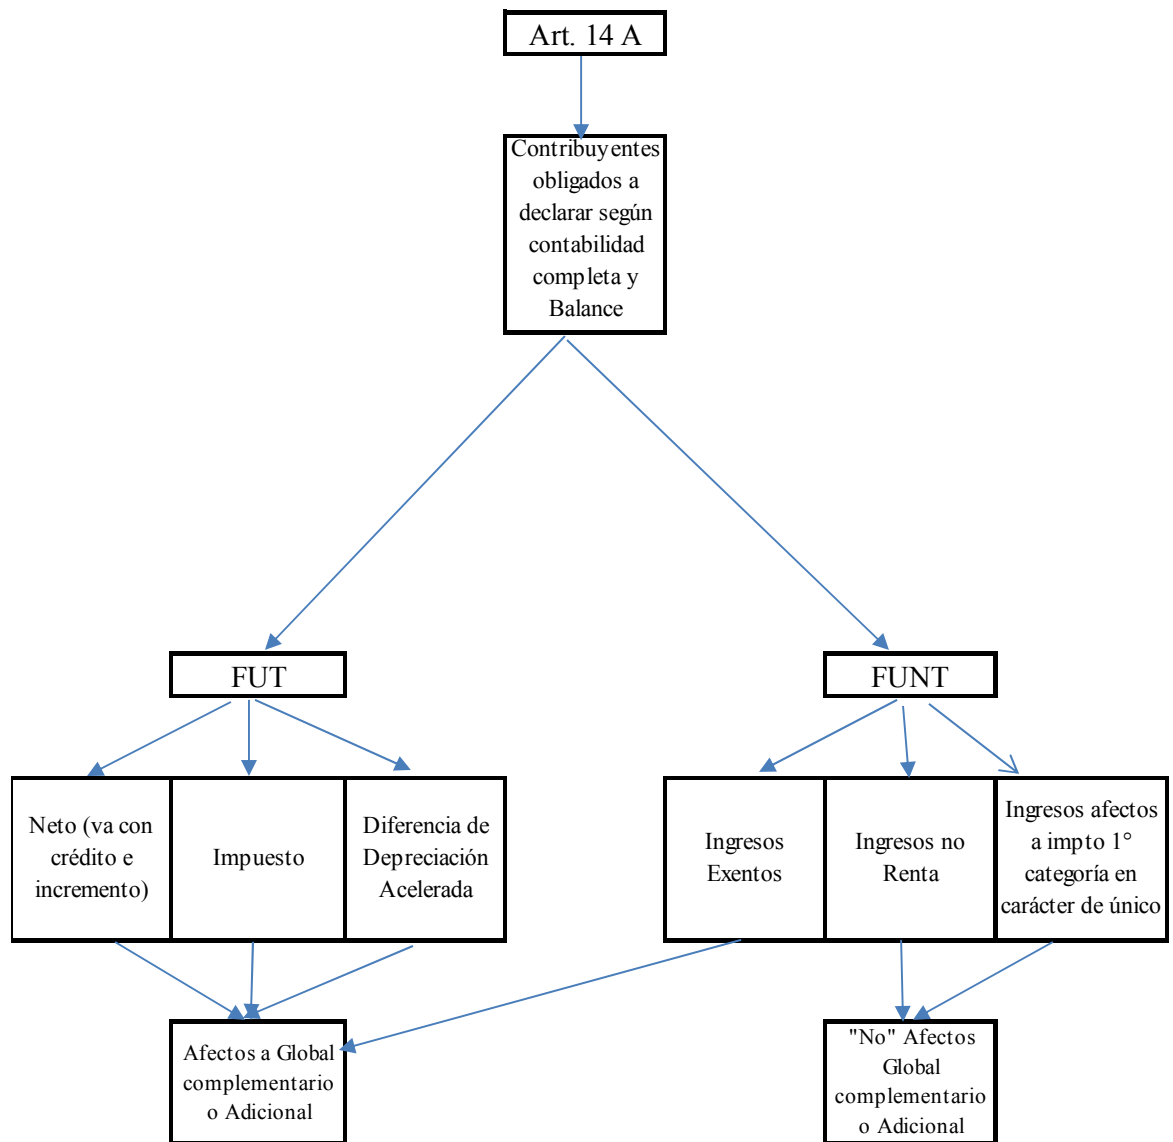 Art. 14 A
Contribuyentes
obligados a
declarar según
contabilidad
completa y
Balance
FUT
FUNT
Neto (va con
crédito e
incremento)
Impuesto
Diferencia de
Depreciación
Acelerada
Ingresos
Exentos
Ingresos no
Renta
Ingresos afectos
a impto 1°
categoría en
carácter de único
Afectos a Global
complementario
o Adicional
"No" Afectos
Global
complementario
o Adicional